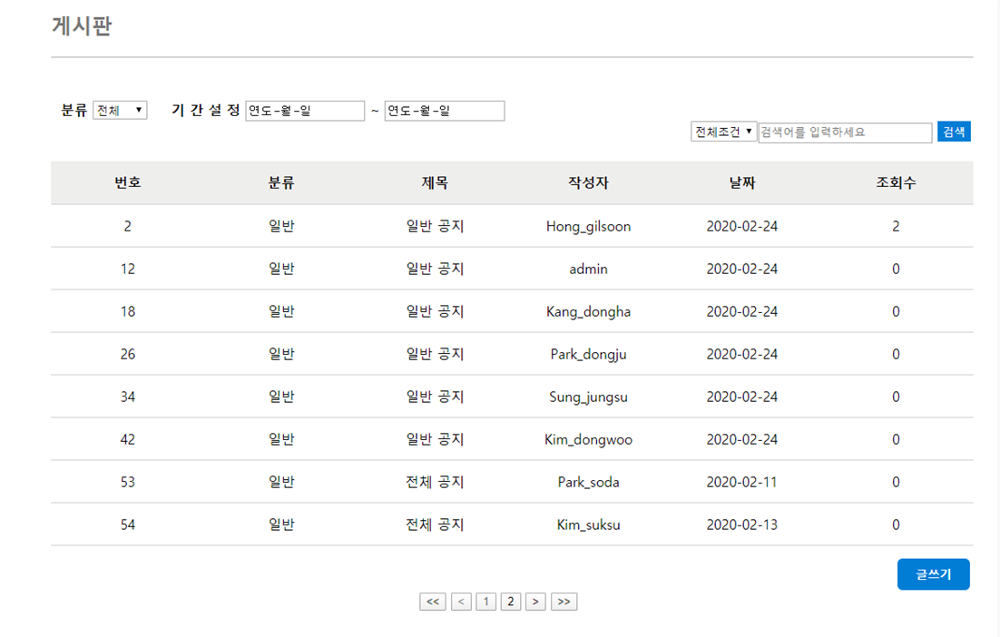 게시판
분류 전체 기 간 설 정 연도-월-일 ~ 연도-월-일
전체조건 검색어를 입력하세요 검색
번호 분류 제목 작성자 날짜 조회수
2 일반 일반 공지 Hong_gilsoon 2020-02-24 2
12 일반 일반 공지 admin 2020-02-24 0
18 일반 일반 공지 Kang_dongha 2020-02-24 0
26 일반 일반 공지 Park_dongju 2020-02-24 0
34 일반 일반 공지 Sung_jungsu 2020-02-24 0
42 일반 일반 공지 Kim_dongwoo 2020-02-24 0
53 일반 전체 공지 Park_soda 2020-02-11 0
54 일반 전체 공지 Kim_suksu 2020-02-13 0
글쓰기
<< < 1 2 > >>